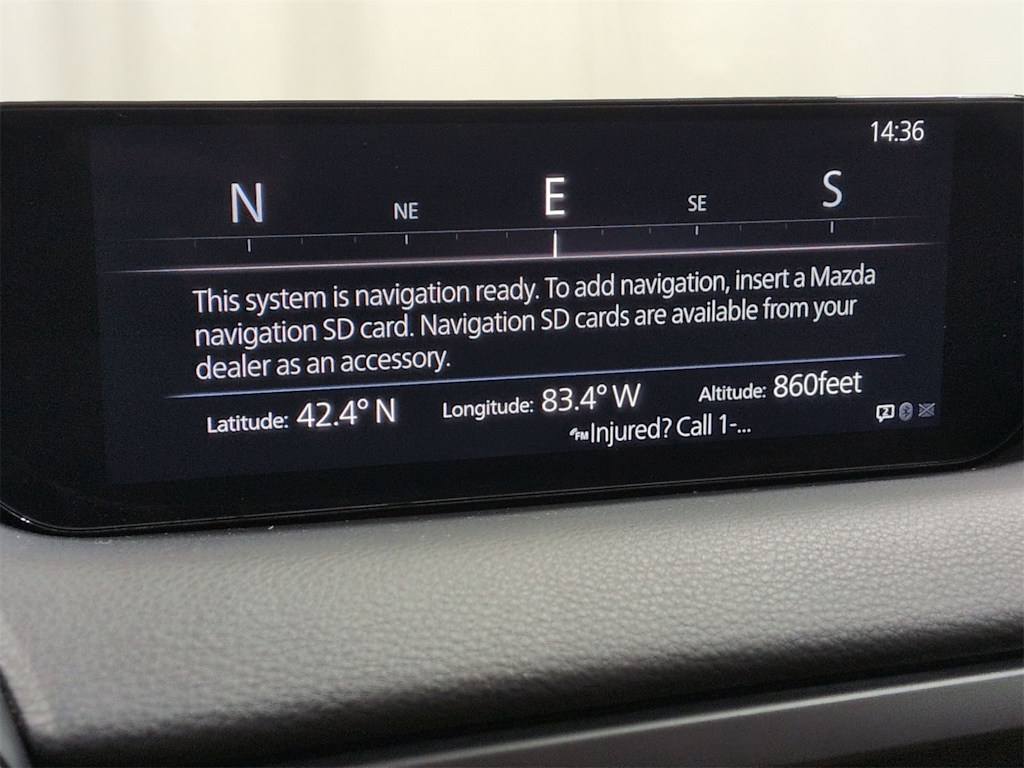 14:36
N NE E SE S
This system is navigation ready. To add navigation, insert a Mazda
navigation SD card. Navigation SD cards are available from your
dealer as an accessory.
Latitude: 42.4° N Longitude: 83.4° W Altitude: 860feet
FM Injured? Call 1-...